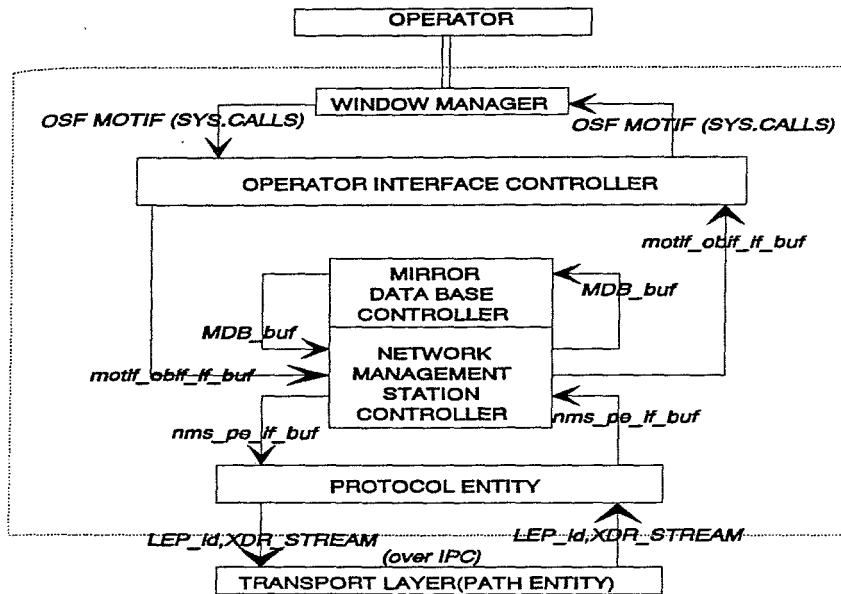 OPERATOR
WINDOW MANAGER
OSF MOTIF (SYS.CALLS)
OSF MOTIF (SYS.CALLS)
OPERATOR INTERFACE CONTROLLER
motif_obif_if_buf
MIRROR
DATA BASE
CONTROLLER
MDB_buf
MDB_buf
NETWORK
MANAGEMENT
STATION
CONTROLLER
motif_obif_if_buf
nms_pe_if_buf
nms_pe_if_buf
PROTOCOL ENTITY
LEP_id,XDR_STREAM
LEP_id,XDR_STREAM
(over IPC)
TRANSPORT LAYER(PATH ENTITY)